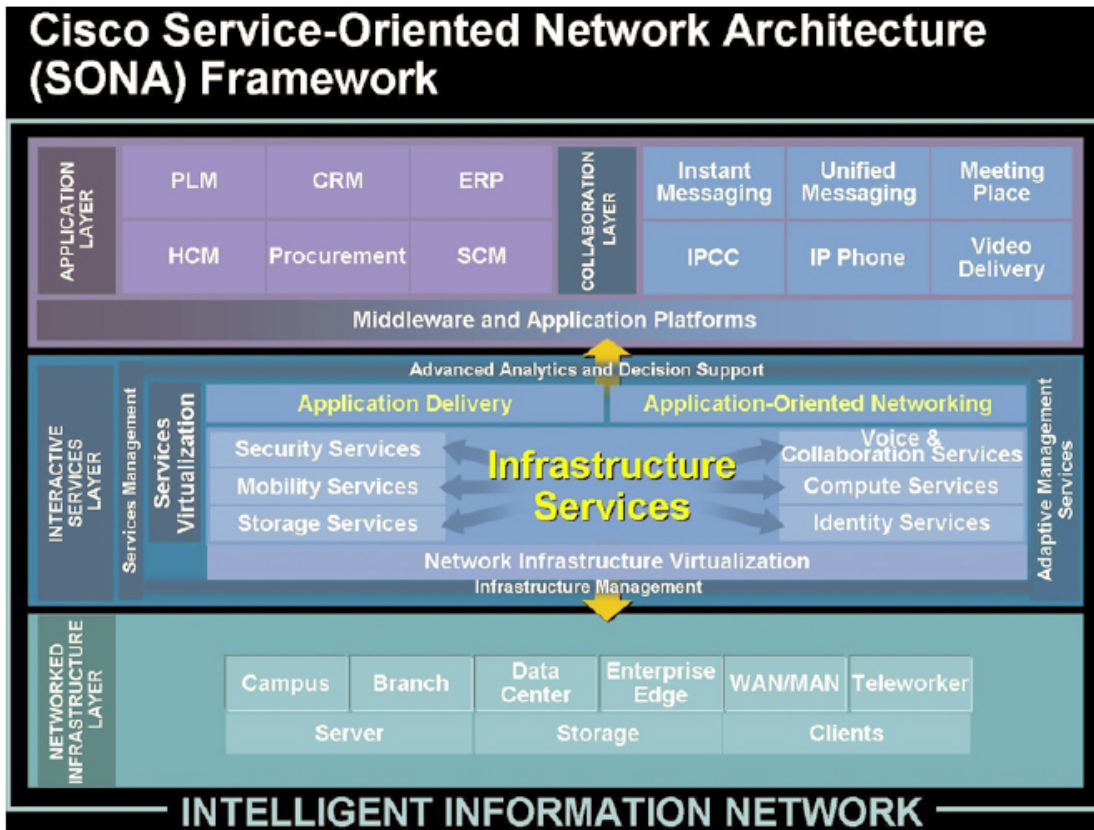 Cisco Service-Oriented Network Architecture
(SONA) Framework
APPLICATION
LAYER
PLM
CRM
ERP
HCM
Procurement
SCM
COLLABORATION
LAYER
Instant
Messaging
Unified
Messaging
Meeting
Place
IPCC
IP Phone
Video
Delivery
Middleware and Application Platforms
INTERACTIVE
SERVICES
LAYER
Services Management
Services
Virtualization
Advanced Analytics and Decision Support
Application Delivery
Application-Oriented Networking
Security Services
Mobility Services
Storage Services
Infrastructure
Services
Voice &
Collaboration Services
Compute Services
Identity Services
Network Infrastructure Virtualization
Infrastructure Management
Adaptive Management
Services
NETWORKED
INFRASTRUCTURE
LAYER
Campus
Branch
Data
Center
Enterprise
Edge
WAN/MAN
Teleworker
Server
Storage
Clients
INTELLIGENT INFORMATION NETWORK